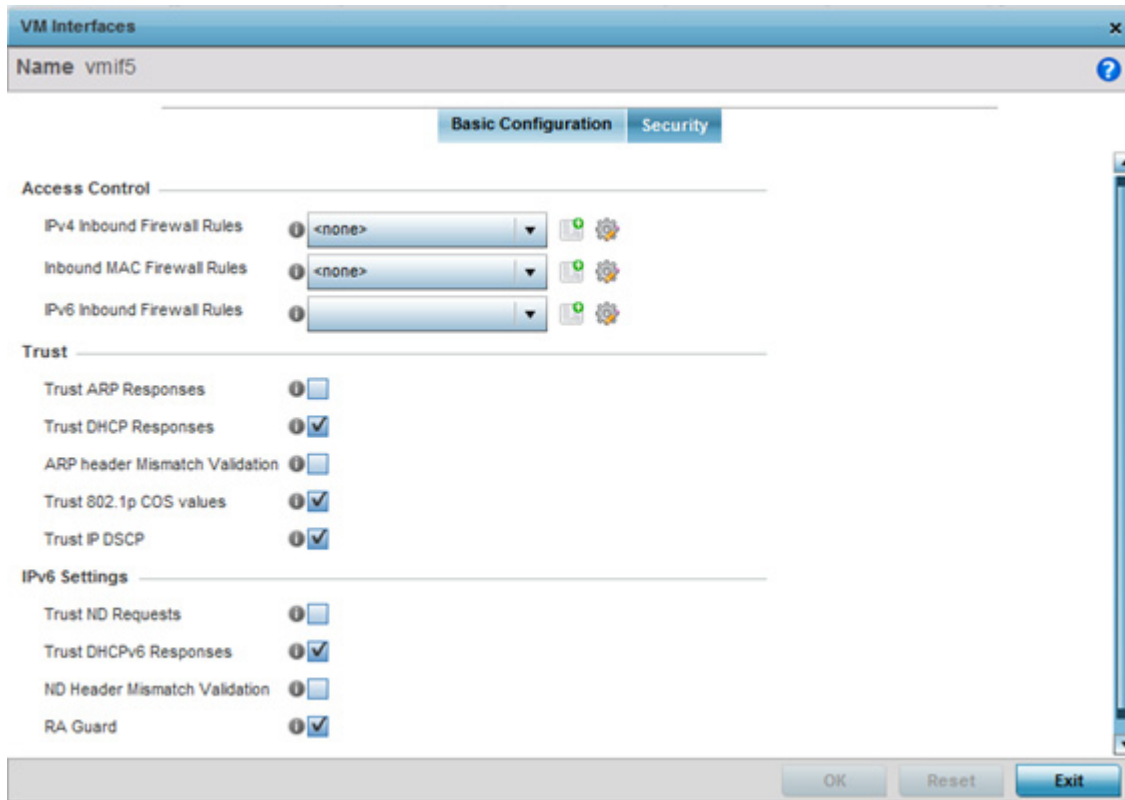 VM Interfaces x
Name vmif5 ?
Basic Configuration Security
Access Control
IPv4 Inbound Firewall Rules <none>
Inbound MAC Firewall Rules <none>
IPv6 Inbound Firewall Rules
Trust
Trust ARP Responses
Trust DHCP Responses
ARP header Mismatch Validation
Trust 802.1p COS values
Trust IP DSCP
IPv6 Settings
Trust ND Requests
Trust DHCPv6 Responses
ND Header Mismatch Validation
RA Guard
OK Reset Exit